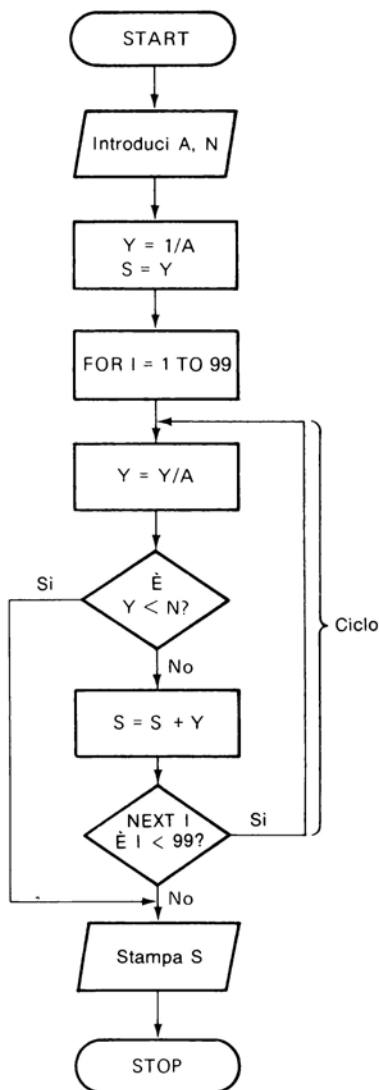 START
Introduci A, N
Y = 1/A
S = Y
FOR I = 1 TO 99
Y = Y/A
È
Y < N?
Si
No
Ciclo
S = S + Y
NEXT I
È I < 99?
Si
No
Stampa S
STOP